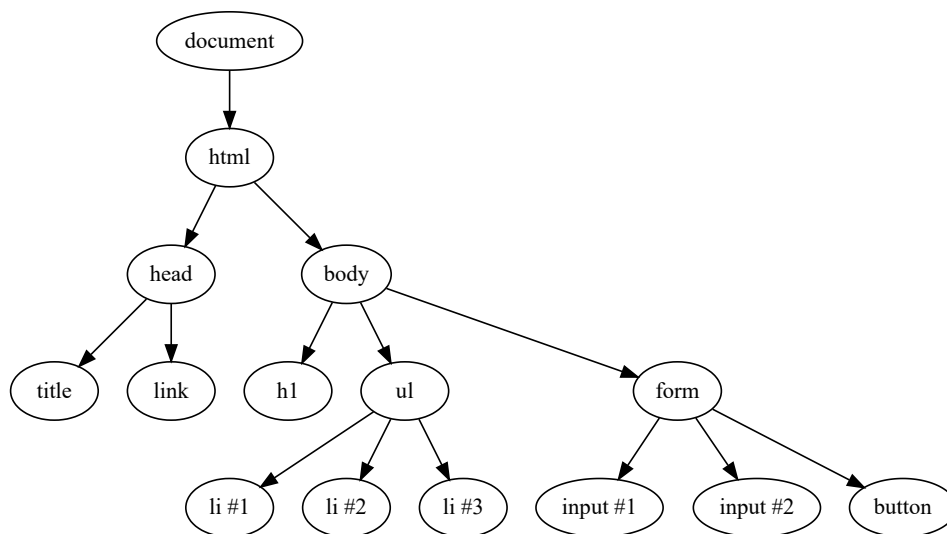 document
html
head
body
title
link
h1
ul
form
li #1
li #2
li #3
input #1
input #2
button